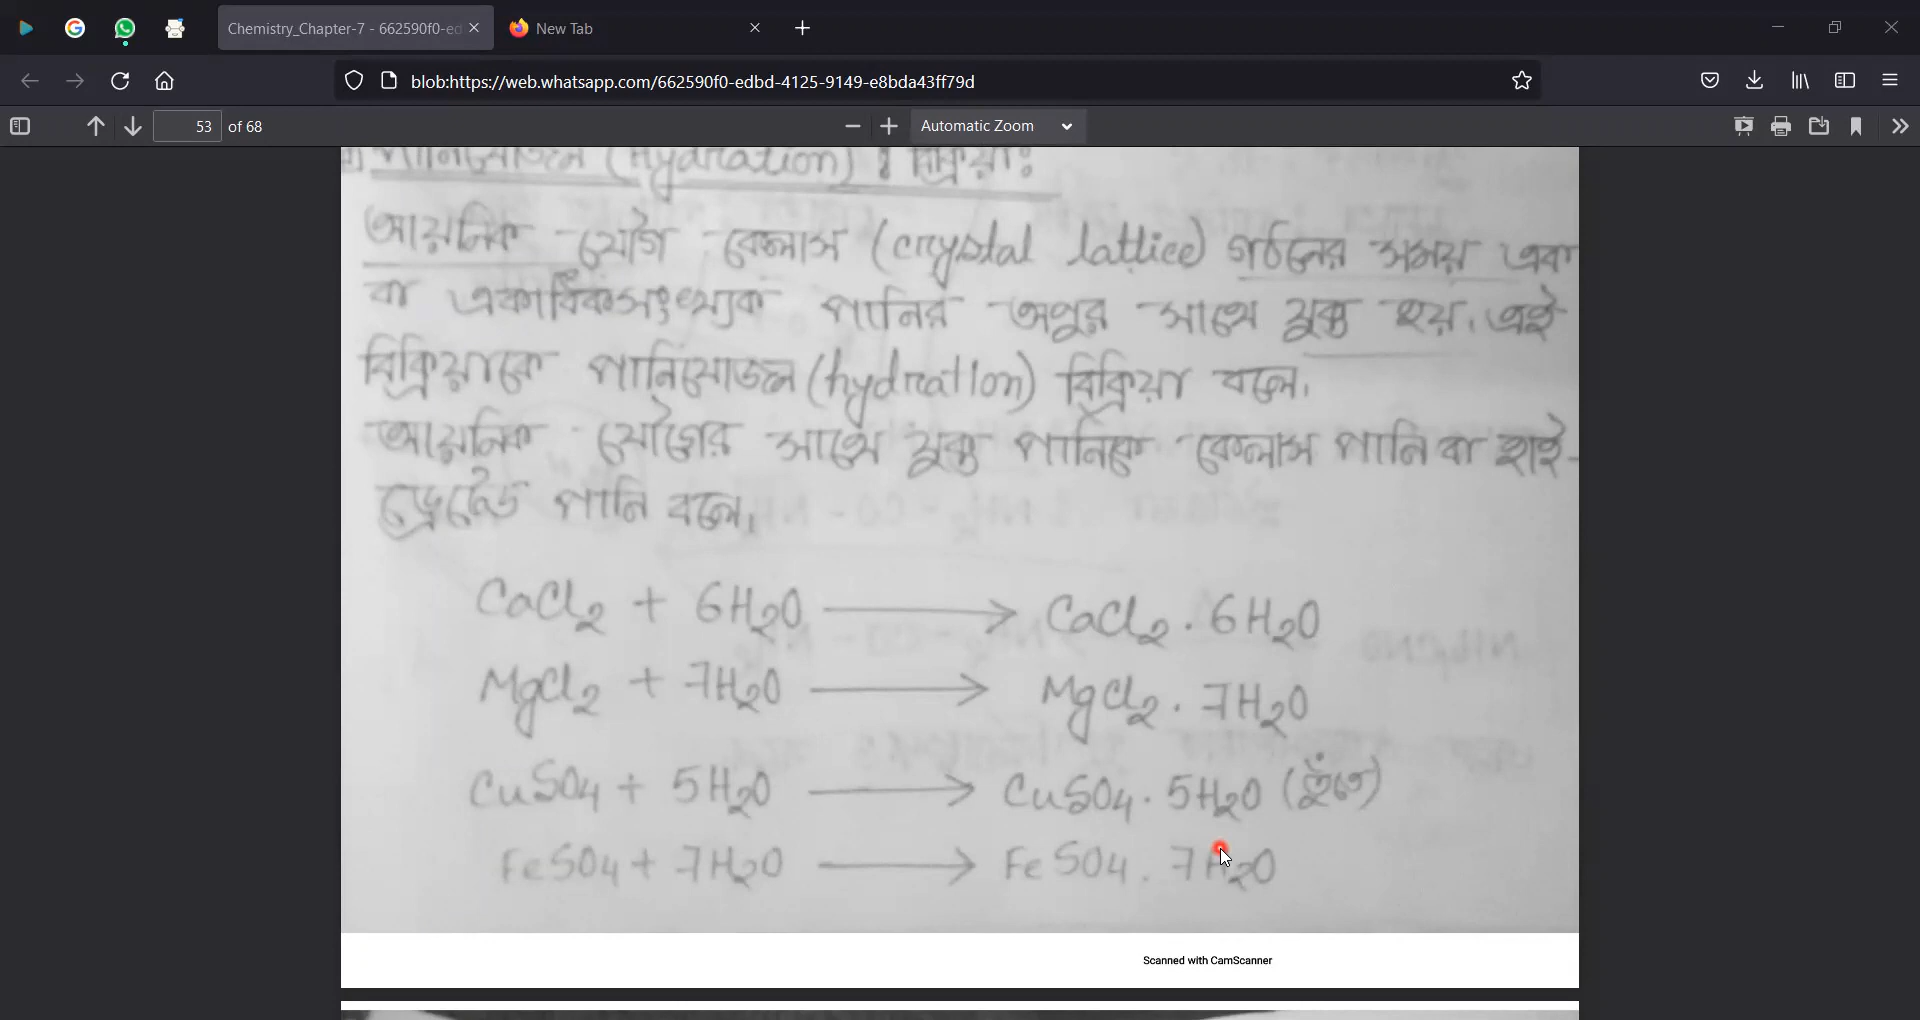 Chemistry_Chapter-7 - 662590f0-ed
New Tab
blob:https://web.whatsapp.com/662590f0-edbd-4125-9149-e8bda43ff79d
53 of 68
Automatic Zoom
পানিযোজন (Hydration) বিক্রিয়াঃ
আয়নিক যৌগ কেলাস (crystal lattice) গঠনের সময় এক
বা একাধিকসংখ্যক পানির অণুর সাথে যুক্ত হয়। এই
বিক্রিয়াকে পানিযোজন (hydration) বিক্রিয়া বলে।
আয়নিক যৌগের সাথে যুক্ত পানিকে কেলাস পানি বা হাই-
ড্রেটেড পানি বলে।
CaCl₂ + 6H₂O ⟶ CaCl₂ . 6H₂O
MgCl₂ + 7H₂O ⟶ MgCl₂ . 7H₂O
CuSO₄ + 5H₂O ⟶ CuSO₄ . 5H₂O (তুঁতে)
FeSO₄ + 7H₂O ⟶ FeSO₄ . 7H₂O
Scanned with CamScanner